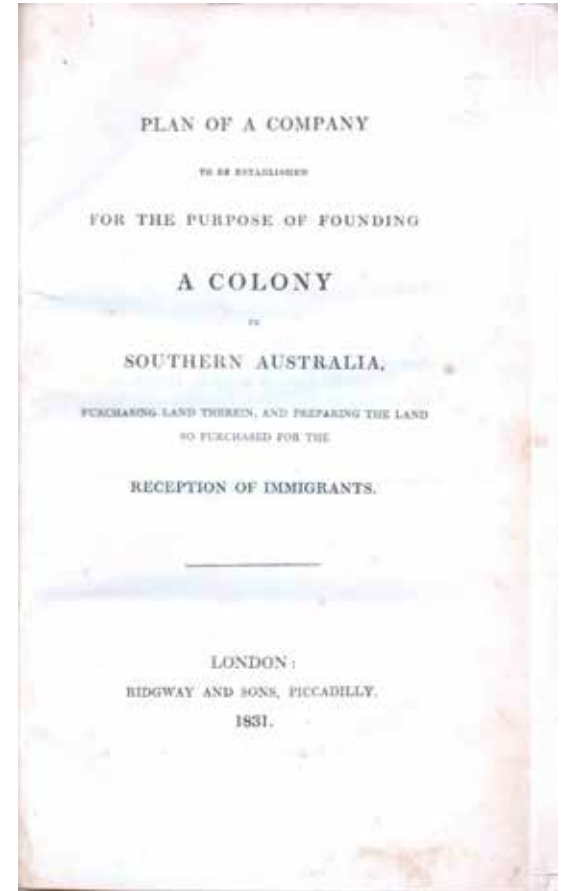 PLAN OF A COMPANY
TO BE ESTABLISHED
FOR THE PURPOSE OF FOUNDING
A COLONY
IN
SOUTHERN AUSTRALIA,
PURCHASING LAND THEREIN, AND PREPARING THE LAND
SO PURCHASED FOR THE
RECEPTION OF IMMIGRANTS.
LONDON:
RIDGWAY AND SONS, PICCADILLY.
1831.